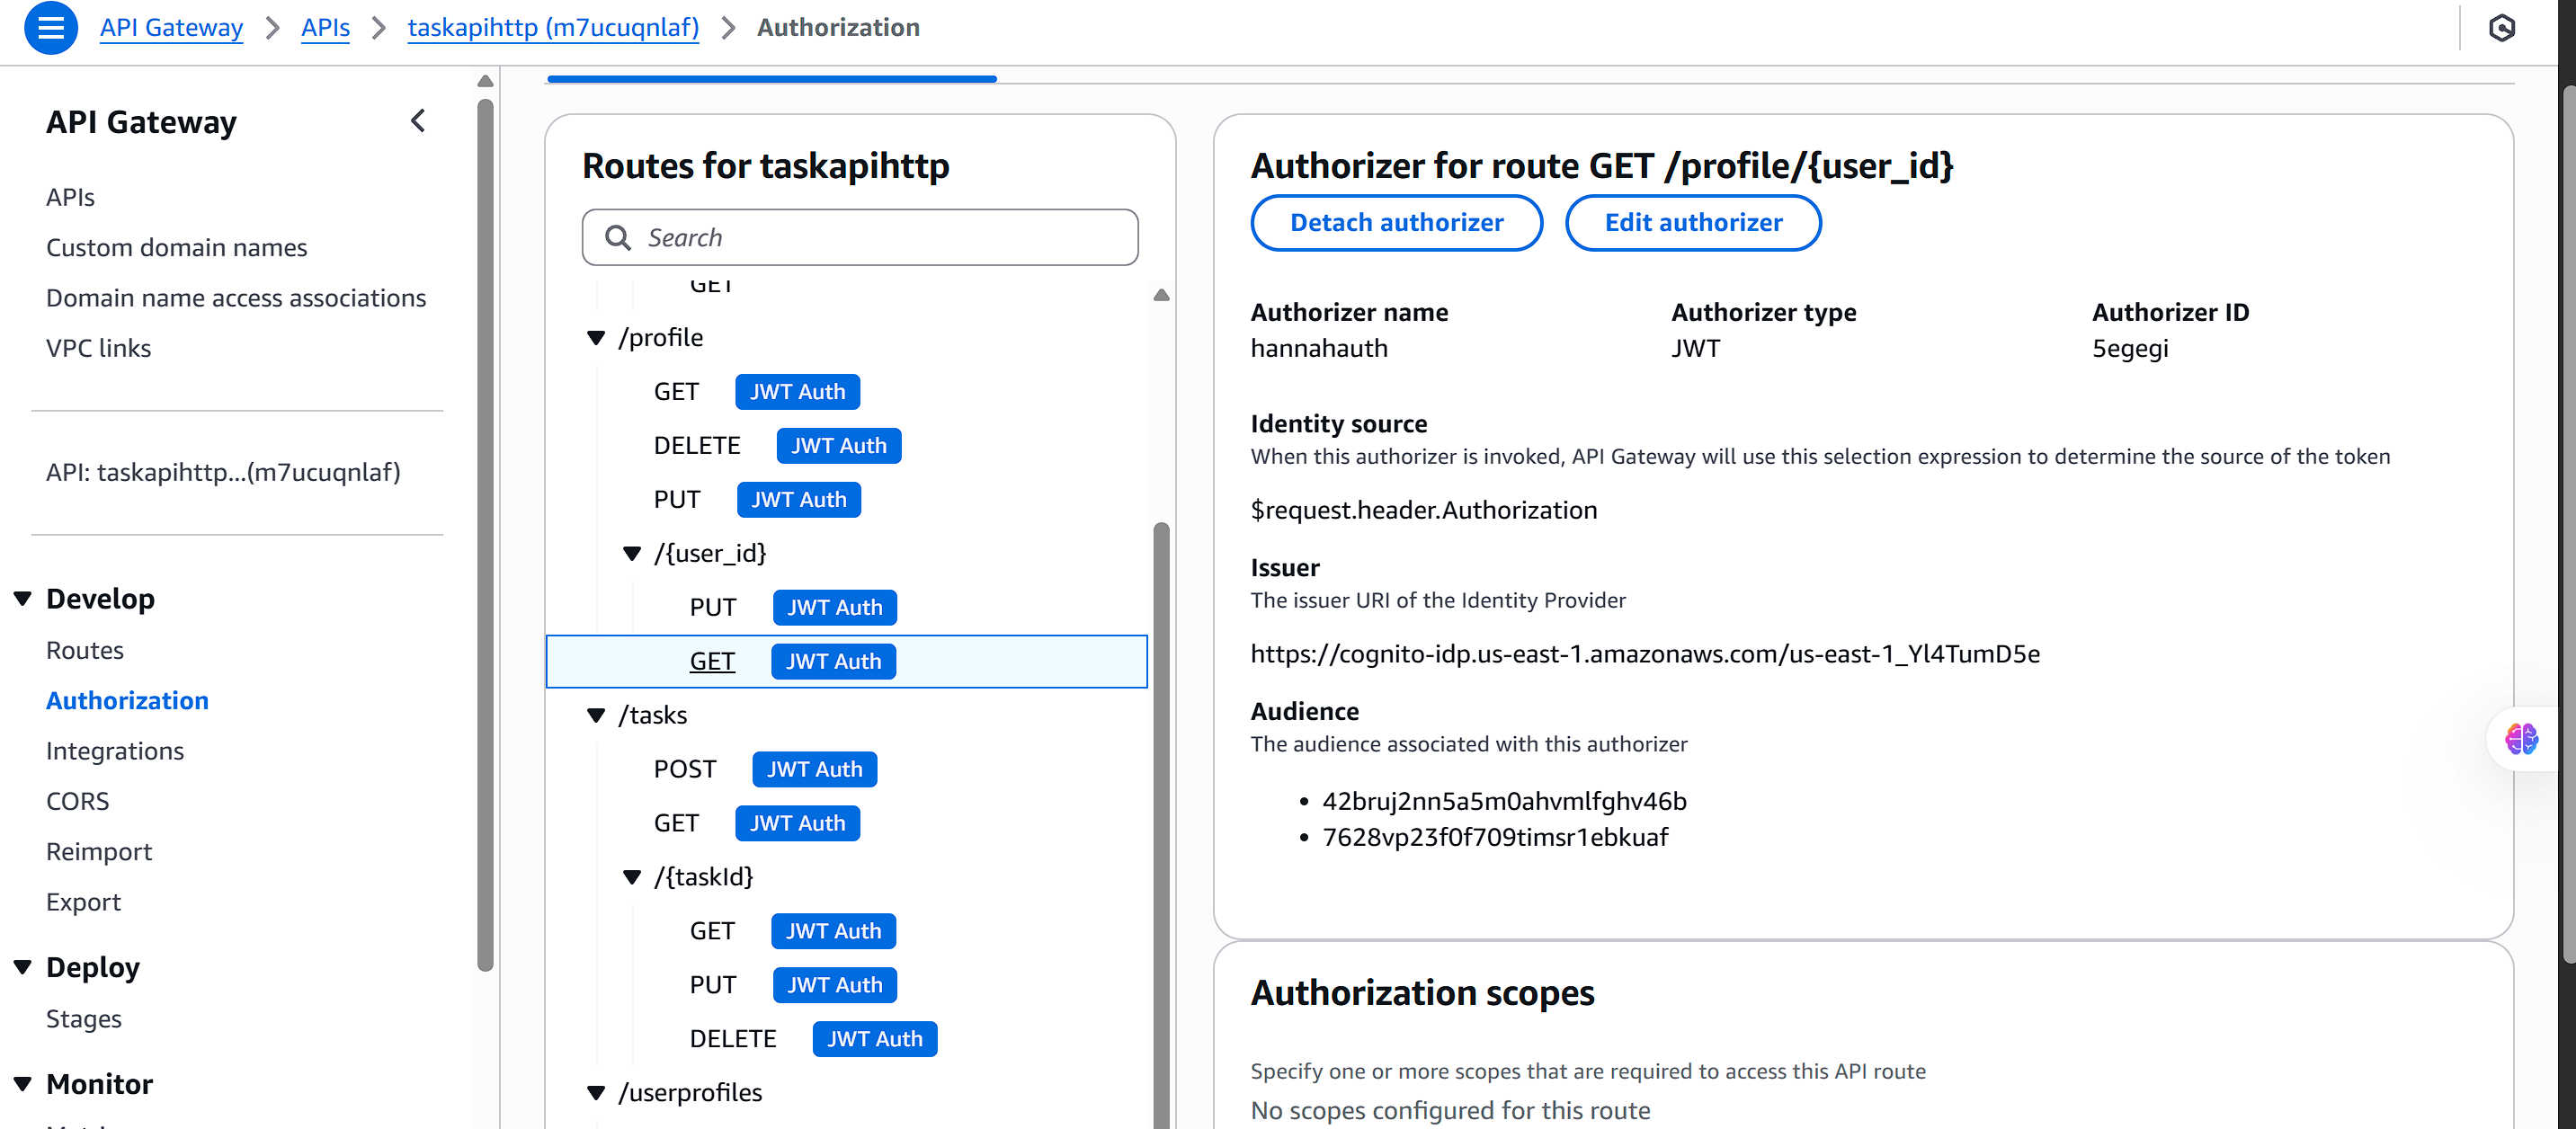 API Gateway > APIs > taskapihttp (m7ucuqnlaf) > Authorization
API Gateway
APIs
Custom domain names
Domain name access associations
VPC links
API: taskapihttp...(m7ucuqnlaf)
Develop
Routes
Authorization
Integrations
CORS
Reimport
Export
Deploy
Stages
Monitor
Routes for taskapihttp
Search
GET
/profile
GET JWT Auth
DELETE JWT Auth
PUT JWT Auth
/{user_id}
PUT JWT Auth
GET JWT Auth
/tasks
POST JWT Auth
GET JWT Auth
/{taskId}
GET JWT Auth
PUT JWT Auth
DELETE JWT Auth
/userprofiles
Authorizer for route GET /profile/{user_id}
Detach authorizer Edit authorizer
Authorizer name Authorizer type Authorizer ID
hannahauth JWT 5egegi
Identity source
When this authorizer is invoked, API Gateway will use this selection expression to determine the source of the token
$request.header.Authorization
Issuer
The issuer URI of the Identity Provider
https://cognito-idp.us-east-1.amazonaws.com/us-east-1_Yl4TumD5e
Audience
The audience associated with this authorizer
• 42bruj2nn5a5m0ahvmlfghv46b
• 7628vp23f0f709timsr1ebkuaf
Authorization scopes
Specify one or more scopes that are required to access this API route
No scopes configured for this route